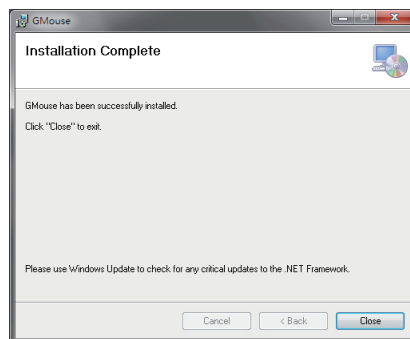 GMouse
Installation Complete
GMouse has been successfully installed.
Click "Close" to exit.
Please use Windows Update to check for any critical updates to the .NET Framework.
Cancel
< Back
Close